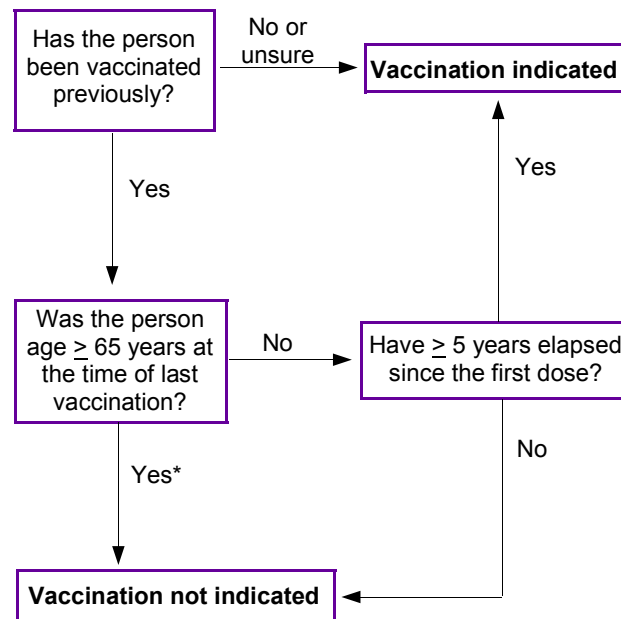 Has the person
been vaccinated
previously?
No or
unsure
Vaccination indicated
Yes
Yes
Was the person
age ≥ 65 years at
the time of last
vaccination?
No
Have ≥ 5 years elapsed
since the first dose?
Yes*
No
Vaccination not indicated